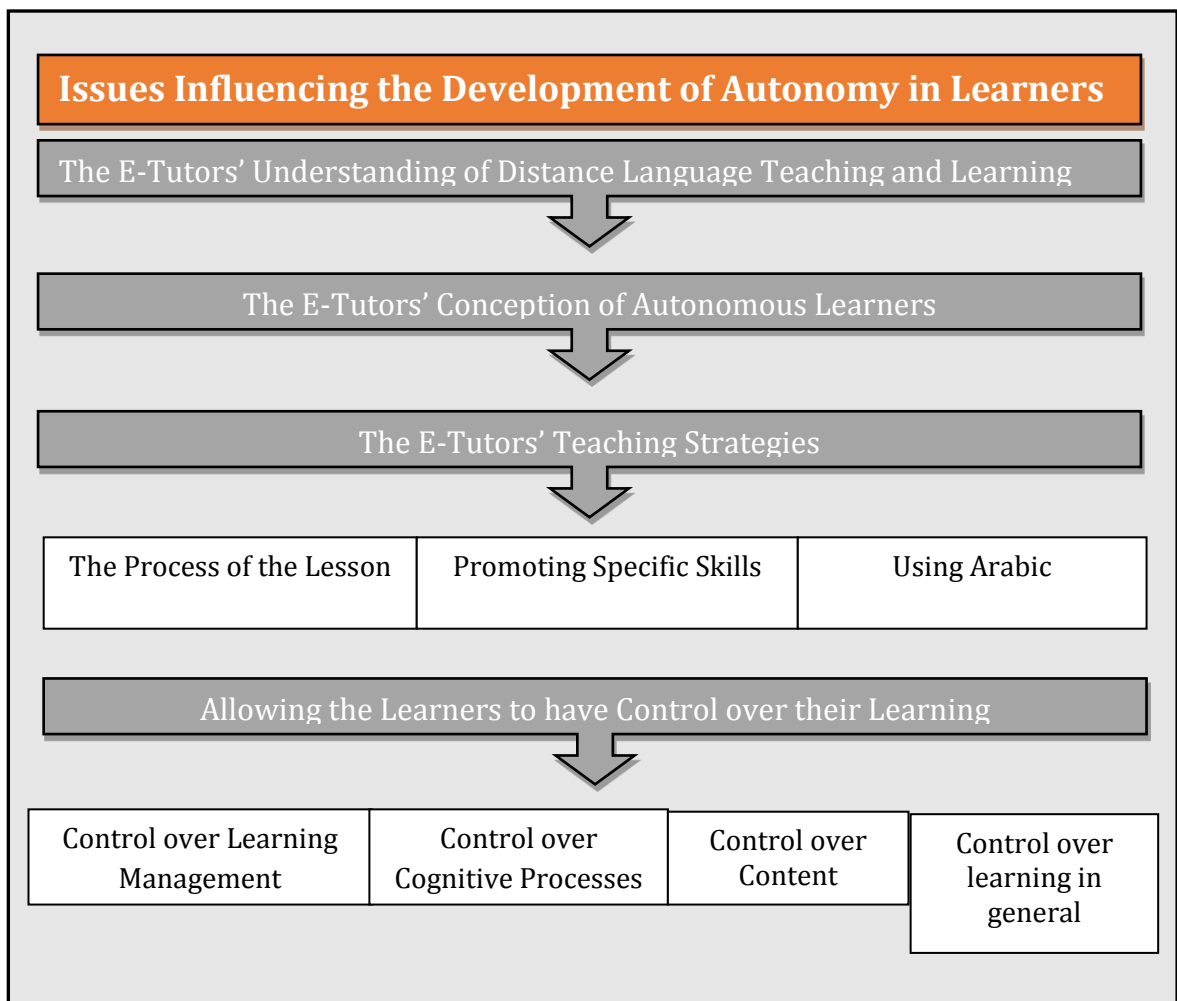 Issues Influencing the Development of Autonomy in Learners
The E-Tutors’ Understanding of Distance Language Teaching and Learning
The E-Tutors’ Conception of Autonomous Learners
The E-Tutors’ Teaching Strategies
The Process of the Lesson
Promoting Specific Skills
Using Arabic
Allowing the Learners to have Control over their Learning
Control over Learning
Management
Control over
Cognitive Processes
Control over
Content
Control over
learning in
general